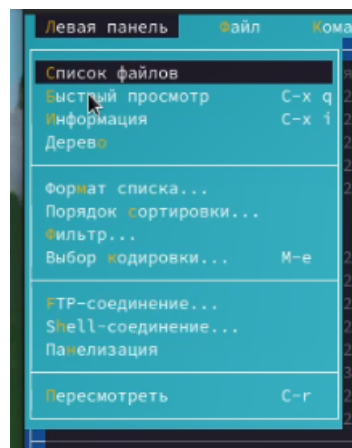 Левая панель Файл Кома
Список файлов
Быстрый просмотр C-x q
Информация C-x i
Дерево
Формат списка...
Порядок сортировки...
Фильтр...
Выбор кодировки... M-e
FTP-соединение...
Shell-соединение...
Панелизация
Пересмотреть C-r